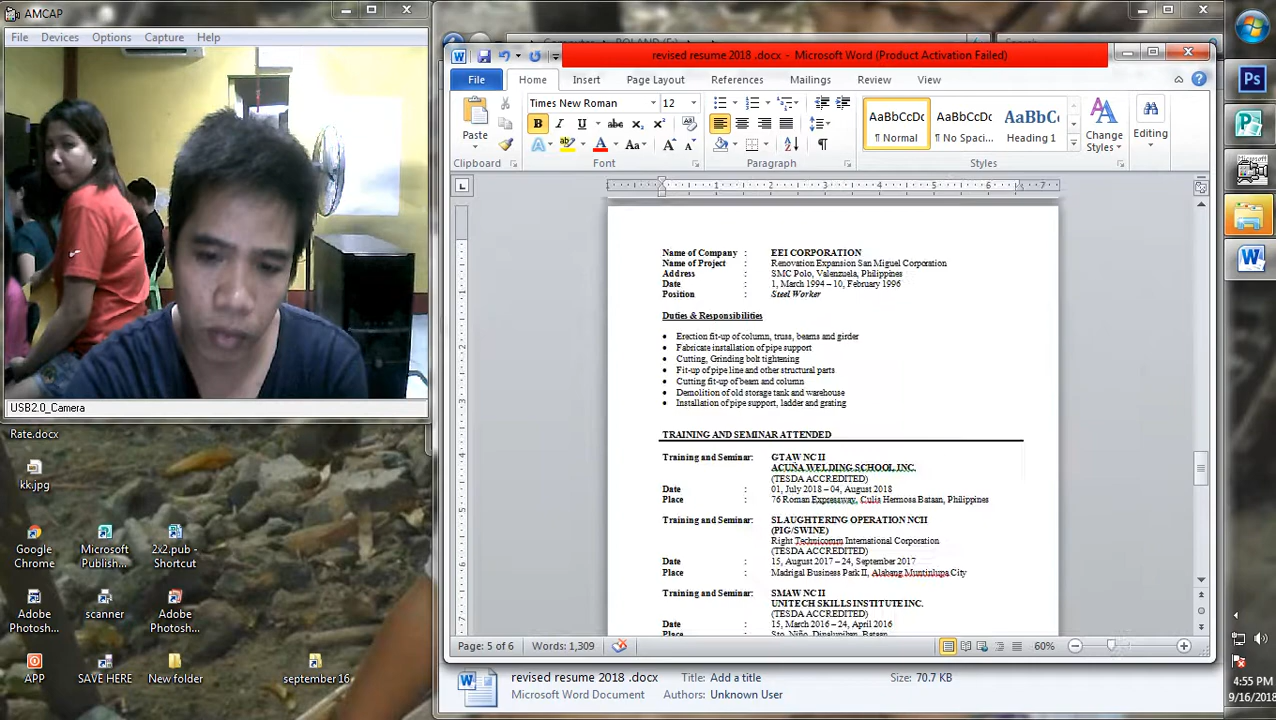 AMCAP
File Devices Options Capture Help
USB2.0_Camera
Rate.docx
kk.jpg
Google Chrome
Microsoft Publish...
2x2.pub - Shortcut
Adobe Photosh...
scanner
Adobe Photosh...
APP
SAVE HERE
New folder
september 16
revised resume 2018 .docx - Microsoft Word (Product Activation Failed)
File Home Insert Page Layout References Mailings Review View
Times New Roman 12
AaBbCcDc AaBbCcDc AaBbC
Paste
¶ Normal ¶ No Spaci... Heading 1
Change Styles
Editing
Clipboard Font Paragraph Styles
Name of Company : EEI CORPORATION
Name of Project : Renovation Expansion San Miguel Corporation
Address : SMC Polo, Valenzuela, Philippines
Date : 1, March 1994 – 10, February 1996
Position : Steel Worker
Duties & Responsibilities
• Erection fit-up of column, truss, beams and girder
• Fabricate installation of pipe support
• Cutting, Grinding bolt tightening
• Fit-up of pipe line and other structural parts
• Cutting fit-up of beam and column
• Demolition of old storage tank and warehouse
• Installation of pipe support, ladder and grating
TRAINING AND SEMINAR ATTENDED
Training and Seminar: GTAW NC II
ACUÑA WELDING SCHOOL INC.
(TESDA ACCREDITED)
Date : 01, July 2018 – 04, August 2018
Place : 76 Roman Expressway, Culis Hermosa Bataan, Philippines
Training and Seminar: SLAUGHTERING OPERATION NCII
(PIG/SWINE)
Right Technicomm International Corporation
(TESDA ACCREDITED)
Date : 15, August 2017 – 24, September 2017
Place : Madrigal Business Park II, Alabang Muntinlupa City
Training and Seminar: SMAW NC II
UNITECH SKILLS INSTITUTE INC.
(TESDA ACCREDITED)
Date : 15, March 2016 – 24, April 2016
Place : Sto. Niño, Dinalupihan, Bataan
Page: 5 of 6 Words: 1,309 60%
revised resume 2018 .docx Title: Add a title Size: 70.7 KB
Microsoft Word Document Authors: Unknown User
4:55 PM
9/16/2018